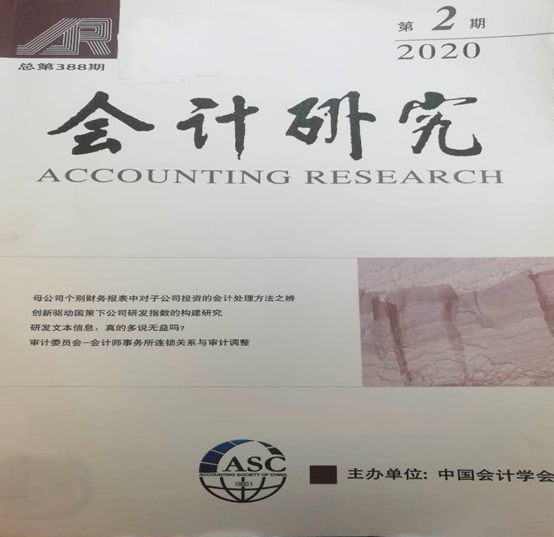 AR
第 2 期
总第388期
2020
会计研究
ACCOUNTING RESEARCH
母公司个别财务报表中对子公司投资的会计处理方法之辨
创新驱动国策下公司研发指数的构建研究
研发文本信息：真的多说无益吗?
审计委员会—会计师事务所连锁关系与审计调整
ASC
ACCOUNTING SOCIETY OF CHINA
主办单位: 中国会计学会